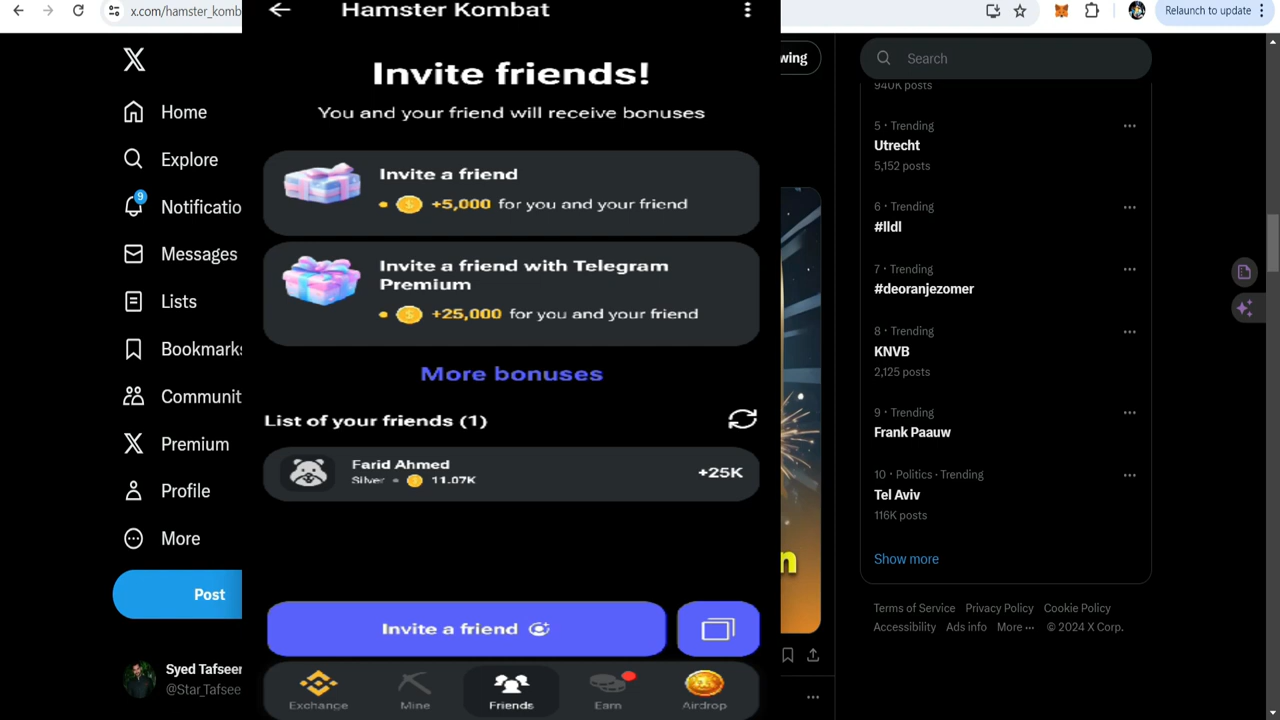 x.com/hamster_komb
Relaunch to update
Home
Explore
9
Notificatio
Messages
Lists
Bookmarks
Communit
Premium
Profile
More
Post
Syed Tafseer
@Star_Tafsee
Hamster Kombat
Invite friends!
You and your friend will receive bonuses
Invite a friend
+5,000 for you and your friend
Invite a friend with Telegram
Premium
+25,000 for you and your friend
More bonuses
List of your friends (1)
Farid Ahmed
Silver • 11.07K
+25K
Invite a friend
Exchange
Mine
Friends
Earn
Airdrop
wing
n
Search
940K posts
5 · Trending
Utrecht
5,152 posts
6 · Trending
#lldl
7 · Trending
#deoranjezomer
8 · Trending
KNVB
2,125 posts
9 · Trending
Frank Paauw
10 · Politics · Trending
Tel Aviv
116K posts
Show more
Terms of Service Privacy Policy Cookie Policy
Accessibility Ads info More ··· © 2024 X Corp.